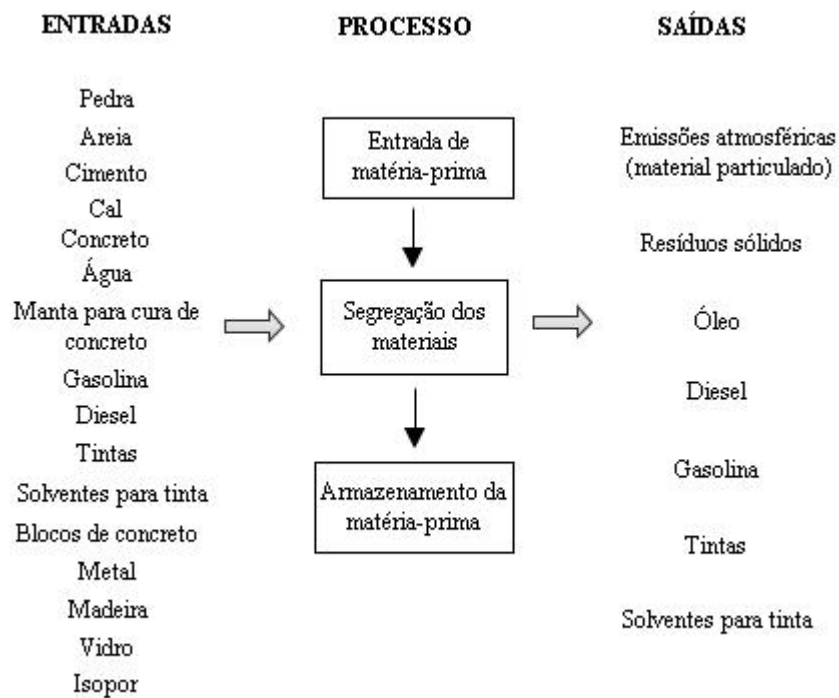 ENTRADAS
PROCESSO
SAÍDAS
Pedra
Areia
Cimento
Cal
Concreto
Água
Manta para cura de
concreto
Gasolina
Diesel
Tintas
Solventes para tinta
Blocos de concreto
Metal
Madeira
Vidro
Isopor
Entrada de
matéria-prima
Segregação dos
materiais
Armazenamento da
matéria-prima
Emissões atmosféricas
(material particulado)
Resíduos sólidos
Óleo
Diesel
Gasolina
Tintas
Solventes para tinta